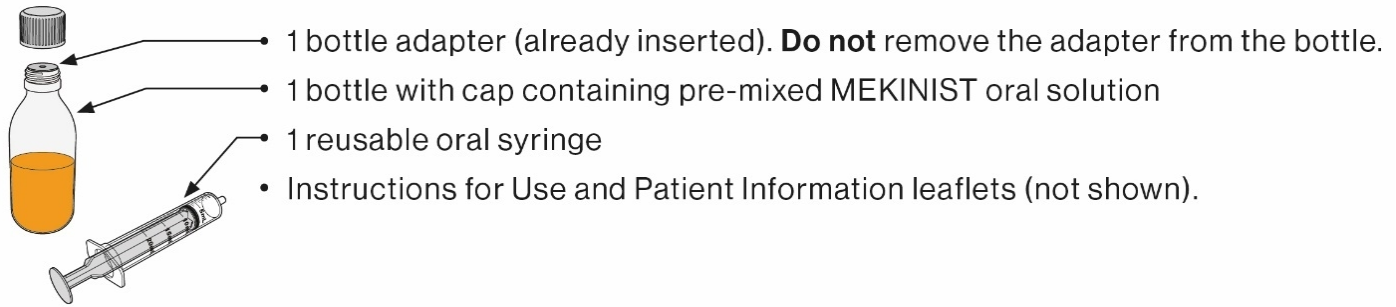 • 1 bottle adapter (already inserted). Do not remove the adapter from the bottle.
• 1 bottle with cap containing pre-mixed MEKINIST oral solution
• 1 reusable oral syringe
• Instructions for Use and Patient Information leaflets (not shown).